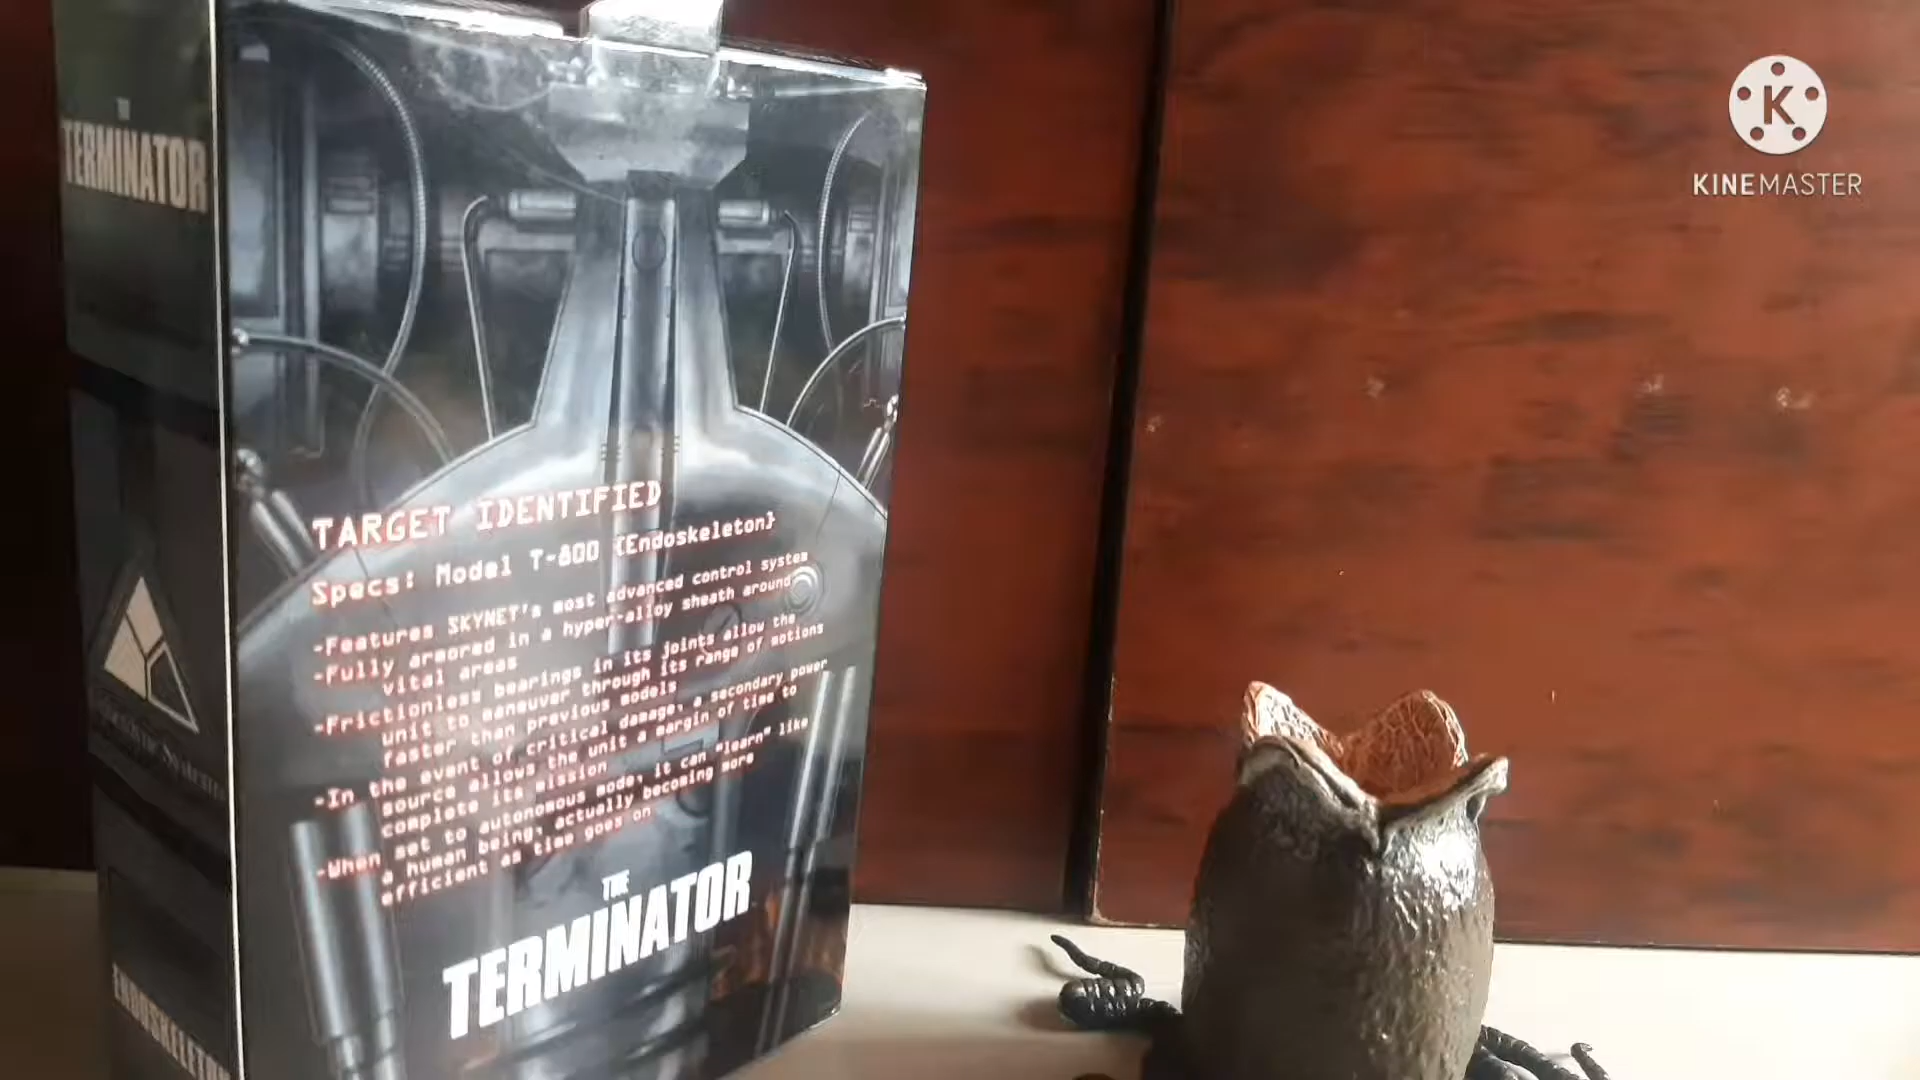 THE
TERMINATOR
ENDOSKELETON
TARGET IDENTIFIED
Specs: Model T-800 {Endoskeleton}
-Features SKYNET's most advanced control system
-Fully armored in a hyper-alloy sheath around
vital areas
-Frictionless bearings in its joints allow the
unit to maneuver through its range of motions
faster than previous models
-In the event of critical damage, a secondary power
source allows the unit a margin of time to
complete its mission
-When set to autonomous mode, it can "learn" like
a human being, actually becoming more
efficient as time goes on
THE
TERMINATOR
K
KINEMASTER